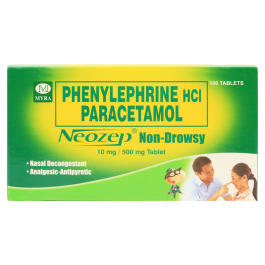 MYRA
100 TABLETS
PHENYLEPHRINE HCl
PARACETAMOL
Neozep® Non-Drowsy
10 mg / 500 mg Tablet
• Nasal Decongestant
• Analgesic-Antipyretic